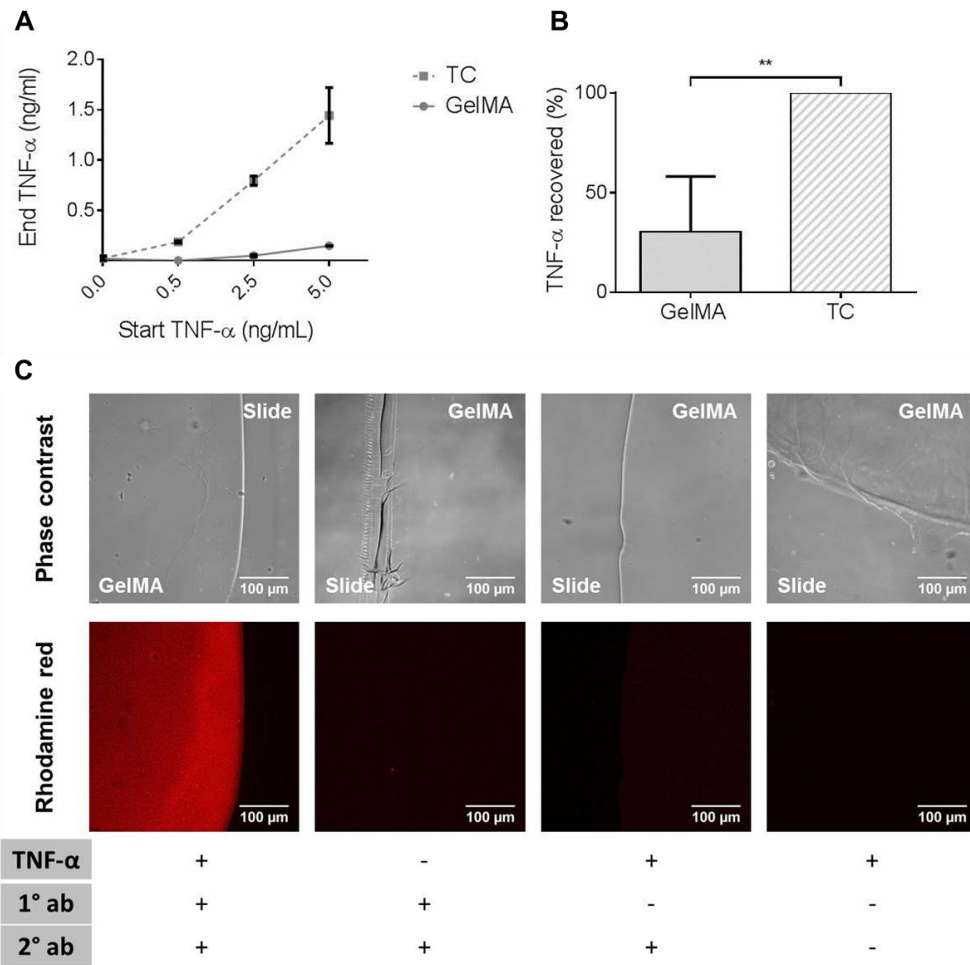 A
End TNF-α (ng/ml)
2.0
1.5
1.0
0.5
0.0
0.5
2.5
5.0
Start TNF-α (ng/mL)
TC
GelMA
B
**
TNF-α recovered (%)
100
50
0
GelMA
TC
C
Phase contrast
Slide
GelMA
100 µm
GelMA
Slide
100 µm
GelMA
Slide
100 µm
GelMA
Slide
100 µm
Rhodamine red
100 µm
100 µm
100 µm
100 µm
TNF-α + - + +
1° ab + + - -
2° ab + + + -